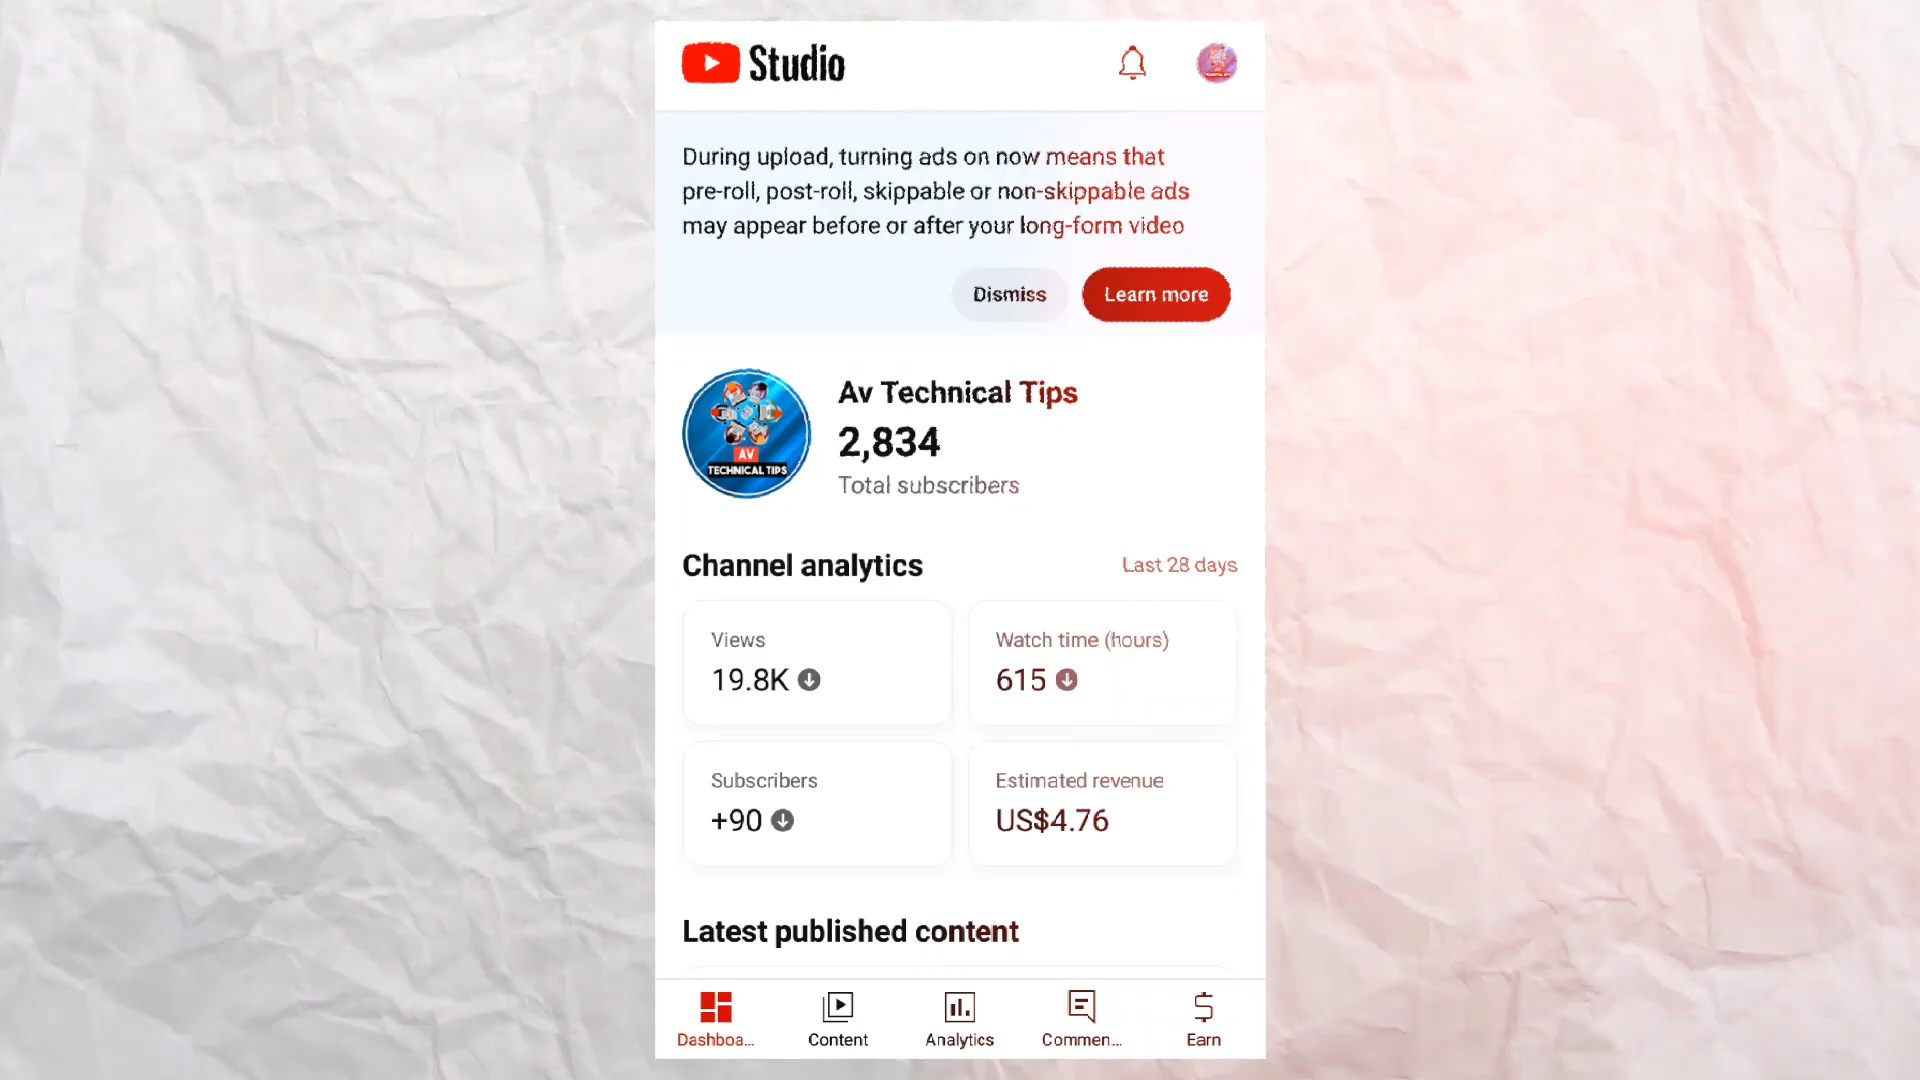 Studio
During upload, turning ads on now means that
pre-roll, post-roll, skippable or non-skippable ads
may appear before or after your long-form video
Dismiss
Learn more
AV
TECHNICAL TIPS
Av Technical Tips
2,834
Total subscribers
Channel analytics
Last 28 days
Views
19.8K
Watch time (hours)
615
Subscribers
+90
Estimated revenue
US$4.76
Latest published content
Dashboa...
Content
Analytics
Commen...
Earn